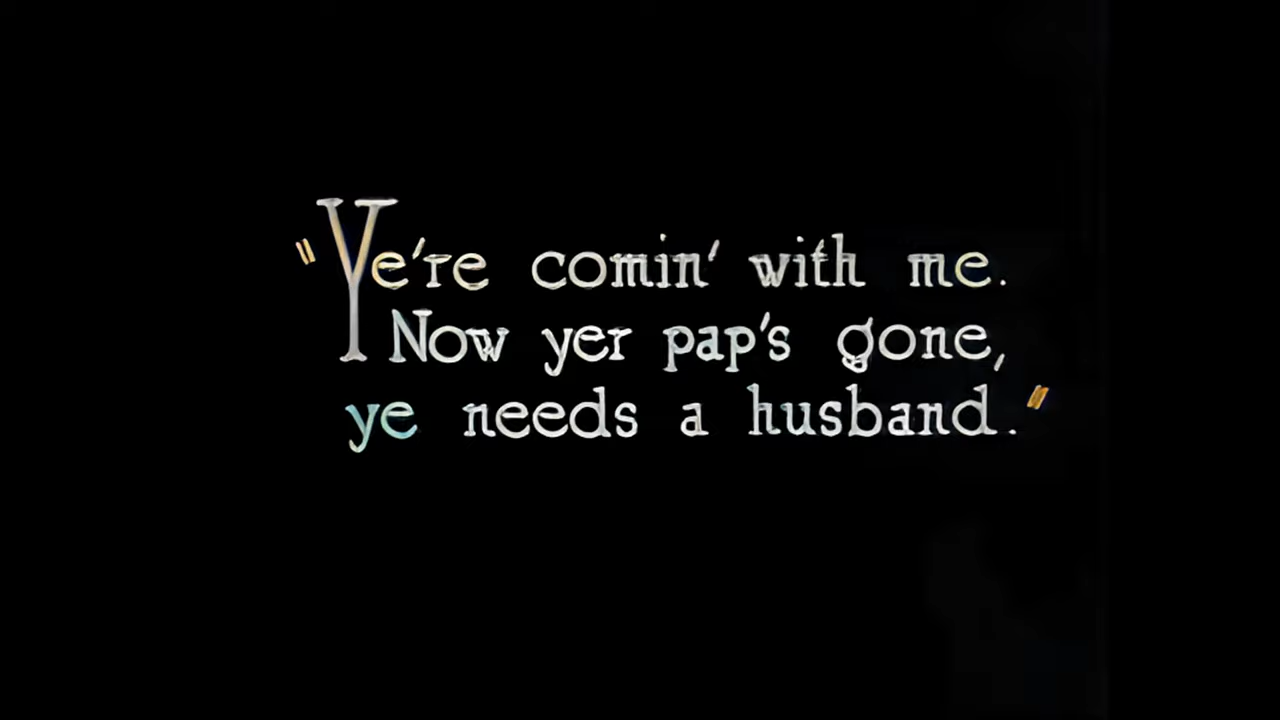 "Ye're comin' with me.
Now yer pap's gone,
ye needs a husband."